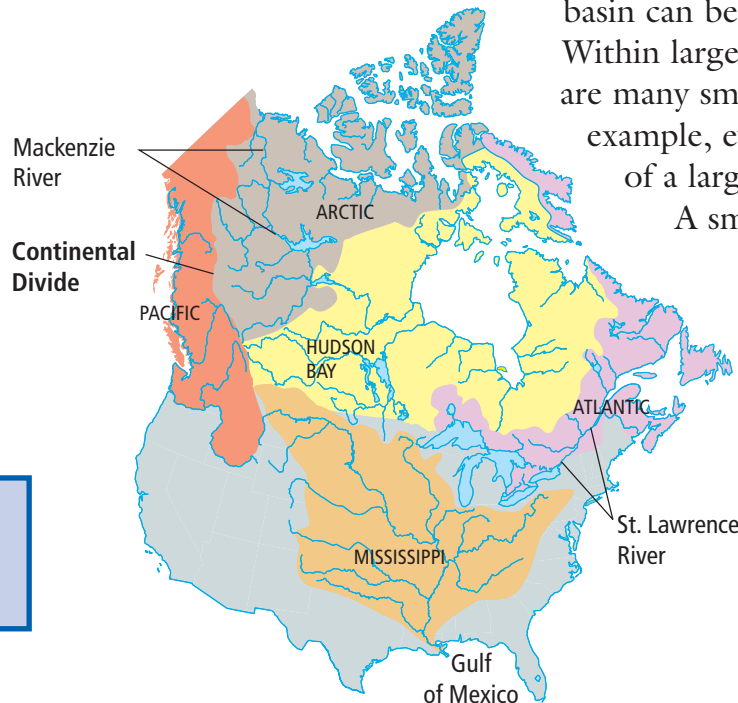 basin can be
Within large
are many sm
example, e
of a larg
A sm
Mackenzie
River
ARCTIC
Continental
Divide
PACIFIC
HUDSON
BAY
ATLANTIC
St. Lawrence
River
MISSISSIPPI
Gulf
of Mexico